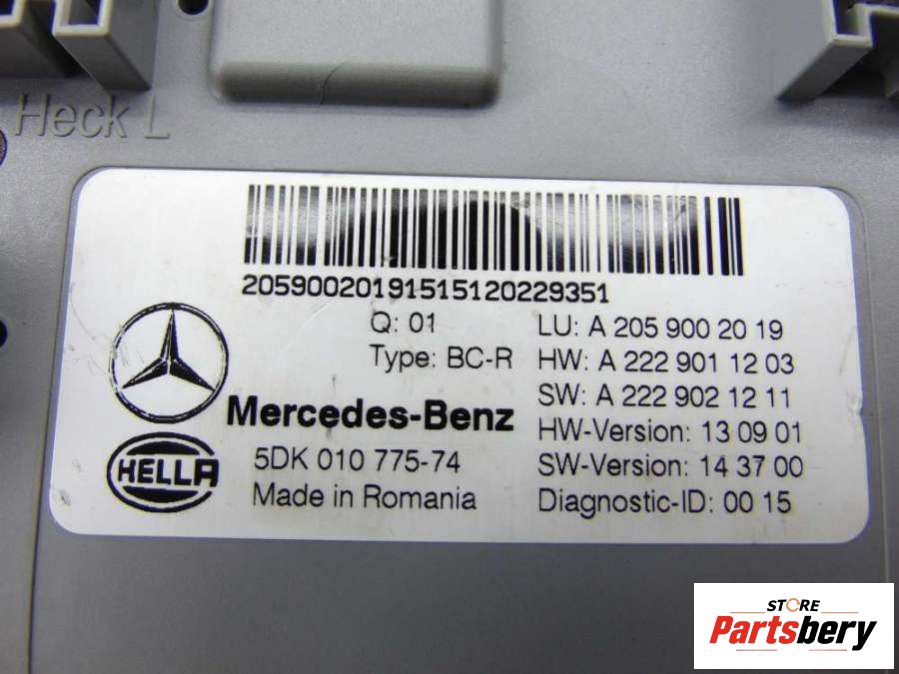 Heck L
20590020191515120229351
Q: 01
LU: A 205 900 20 19
Type: BC-R
HW: A 222 901 12 03
SW: A 222 902 12 11
Mercedes-Benz
HW-Version: 13 09 01
HELLA
5DK 010 775-74
SW-Version: 14 37 00
Made in Romania
Diagnostic-ID: 00 15
STORE
Partsbery